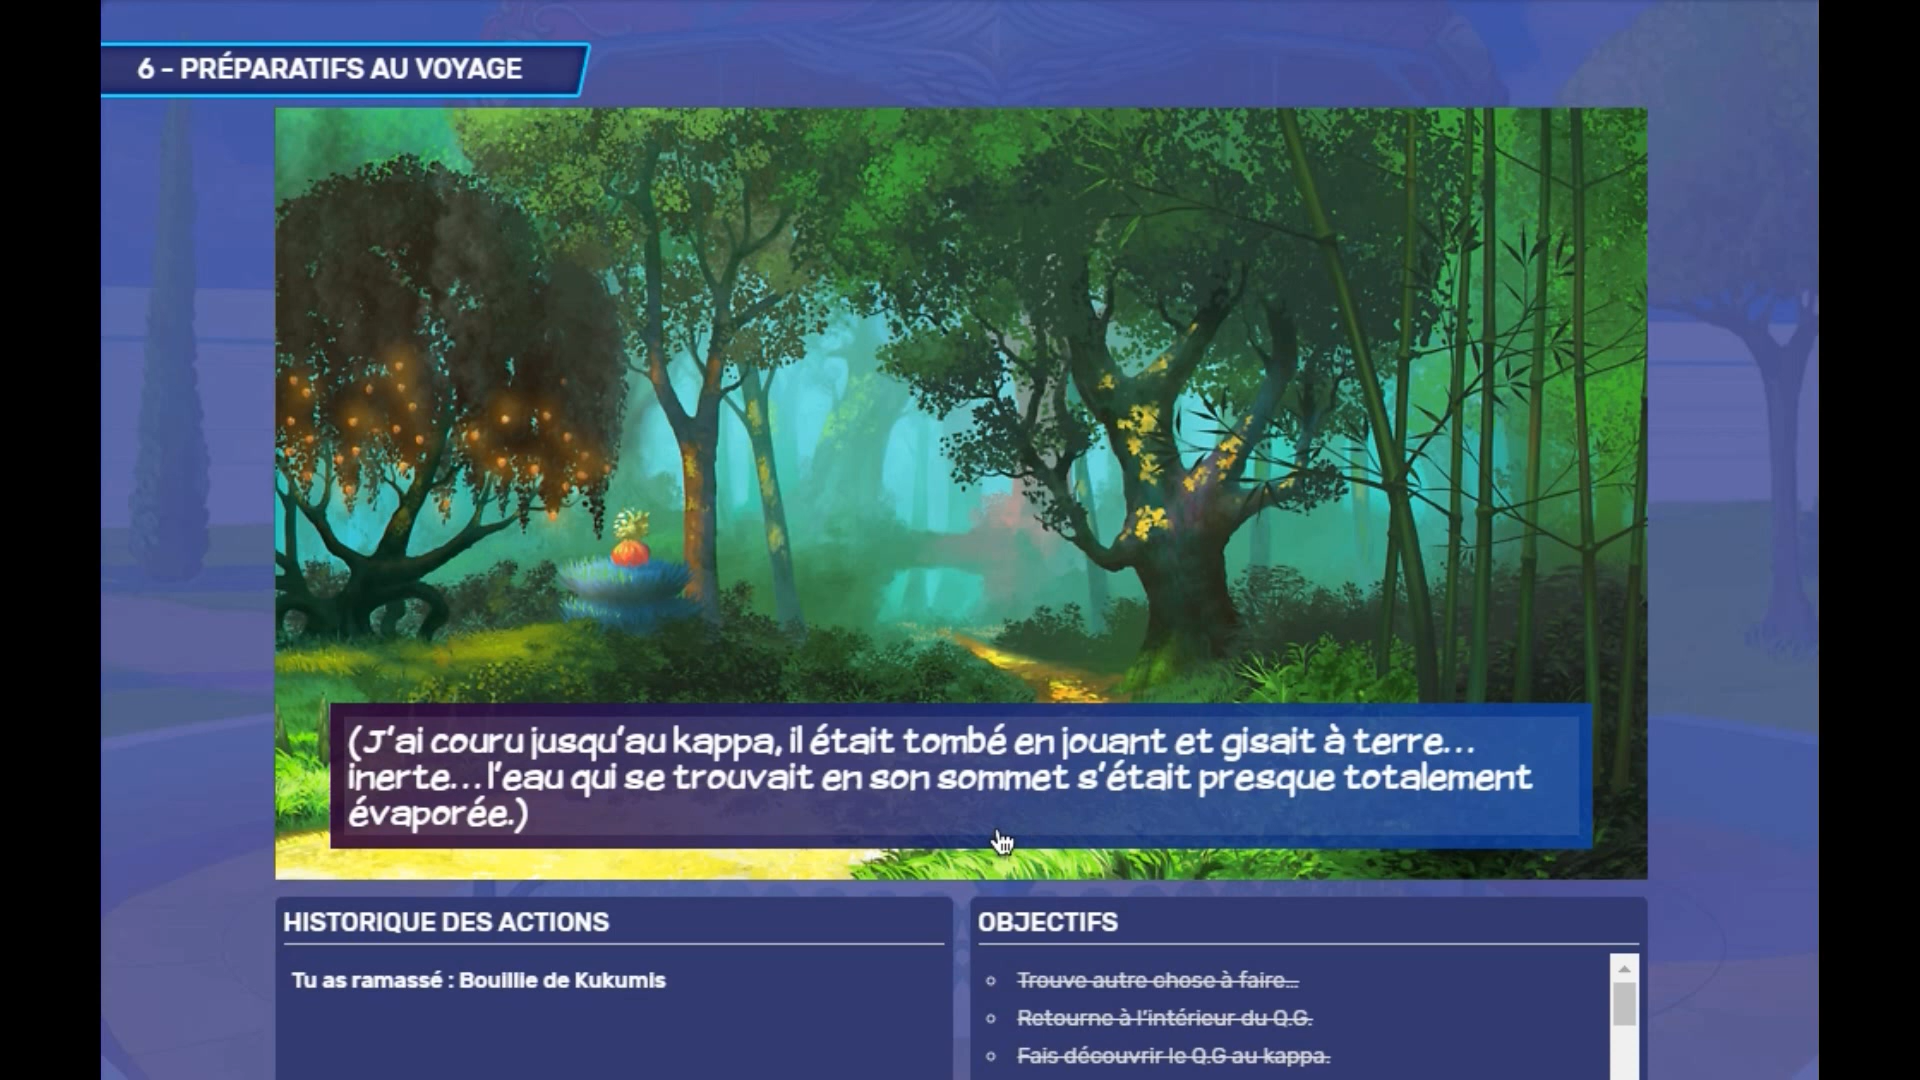 6 - PRÉPARATIFS AU VOYAGE
(J'ai couru jusqu'au kappa, il était tombé en jouant et gisait à terre...
inerte... l'eau qui se trouvait en son sommet s'était presque totalement
évaporée.)
HISTORIQUE DES ACTIONS
Tu as ramassé : Bouillie de Kukumis
OBJECTIFS
Trouve autre chose à faire...
Retourne à l'intérieur du Q.G.
Fais découvrir le Q.G au kappa.